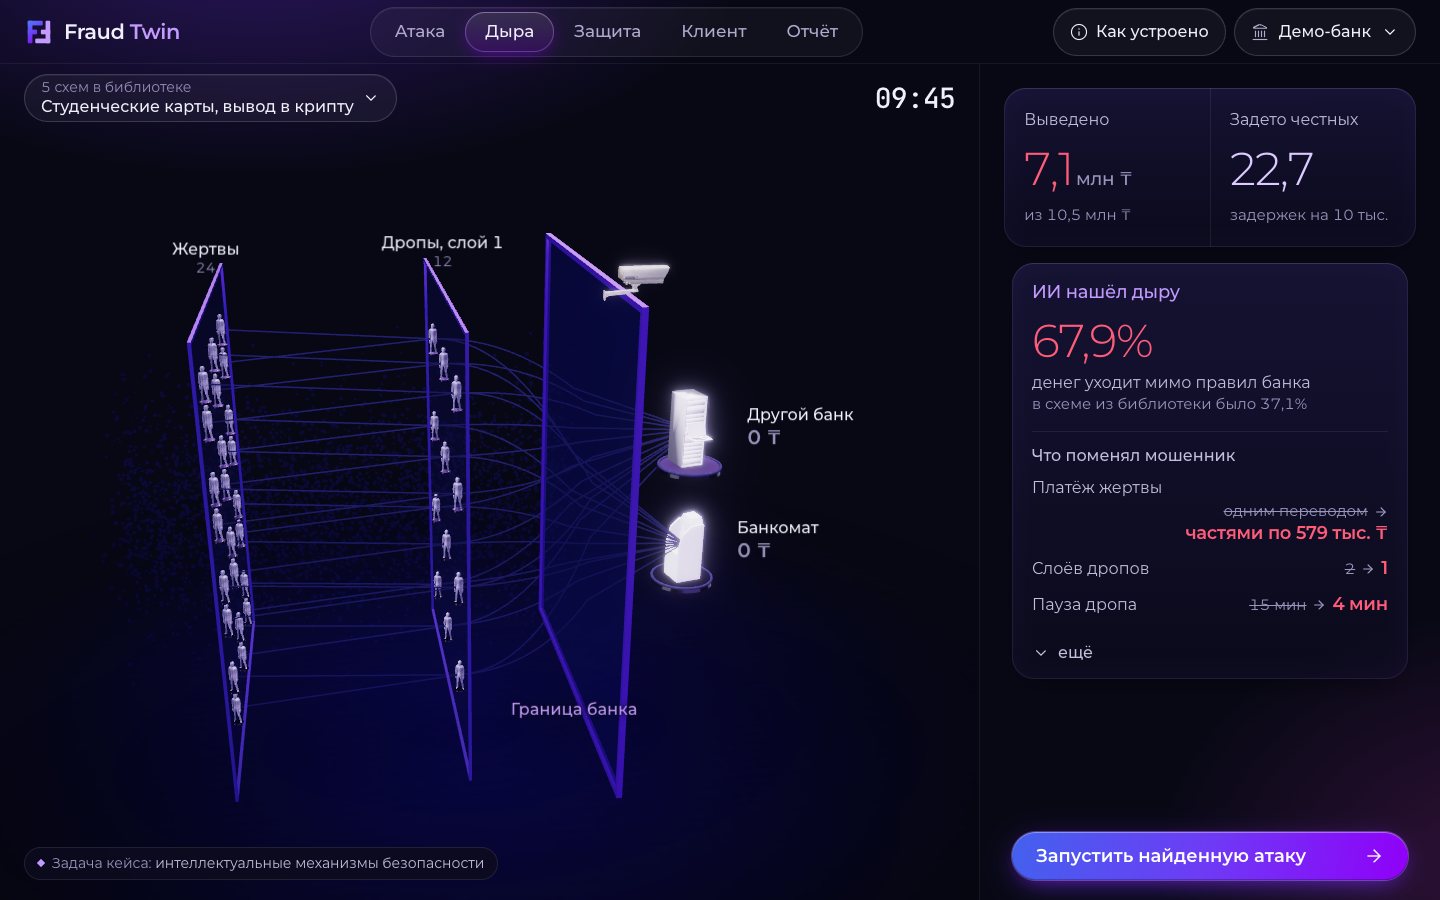 Fraud Twin
Атака
Дыра
Защита
Клиент
Отчёт
Как устроено
Демо-банк
5 схем в библиотеке
Студенческие карты, вывод в крипту
09:45
Жертвы
24
Дропы, слой 1
12
Другой банк
0 ₸
Банкомат
0 ₸
Граница банка
Задача кейса: интеллектуальные механизмы безопасности
Выведено
7,1 млн ₸
из 10,5 млн ₸
Задето честных
22,7
задержек на 10 тыс.
ИИ нашёл дыру
67,9%
денег уходит мимо правил банка
в схеме из библиотеки было 37,1%
Что поменял мошенник
Платёж жертвы
одним переводом →
частями по 579 тыс. ₸
Слоёв дропов 2 → 1
Пауза дропа 15 мин → 4 мин
ещё
Запустить найденную атаку →